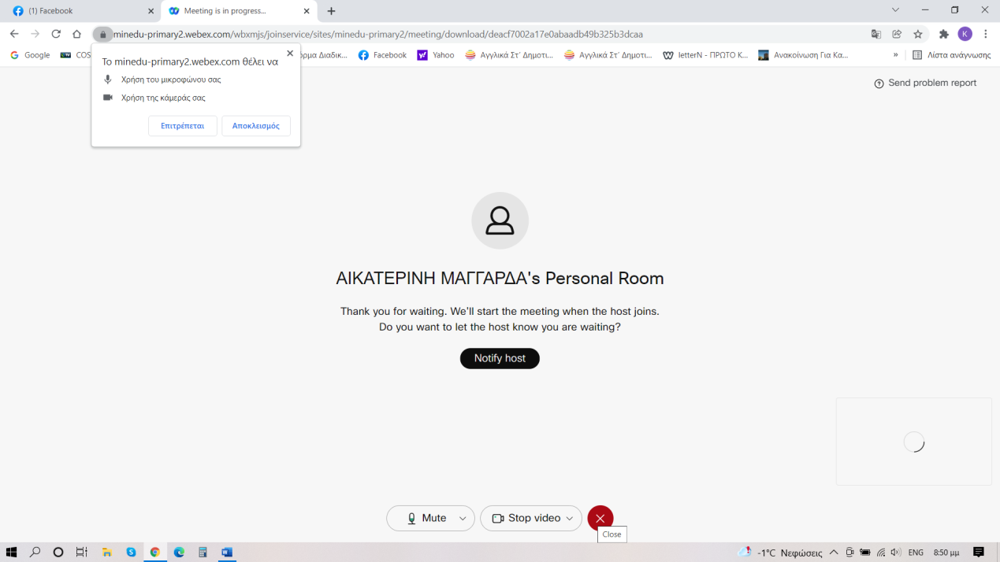 (1) Facebook
Meeting is in progress...
minedu-primary2.webex.com/wbxmjs/joinservice/sites/minedu-primary2/meeting/download/deacf7002a17e0abaadb49b325b3dcaa
K
Google
COS
όρμα Διαδικ...
Facebook
Yahoo
Αγγλικά Στ΄ Δημοτι...
Αγγλικά Στ΄ Δημοτι...
letterN - ΠΡΩΤΟ Κ...
Ανακοίνωση Για Κα...
»
Λίστα ανάγνωσης
Το minedu-primary2.webex.com θέλει να
Χρήση του μικροφώνου σας
Χρήση της κάμεράς σας
Επιτρέπεται
Αποκλεισμός
Send problem report
ΑΙΚΑΤΕΡΙΝΗ ΜΑΓΓΑΡΔΑ's Personal Room
Thank you for waiting. We'll start the meeting when the host joins.
Do you want to let the host know you are waiting?
Notify host
Mute
Stop video
Close
-1°C Νεφώσεις
ENG
8:50 μμ